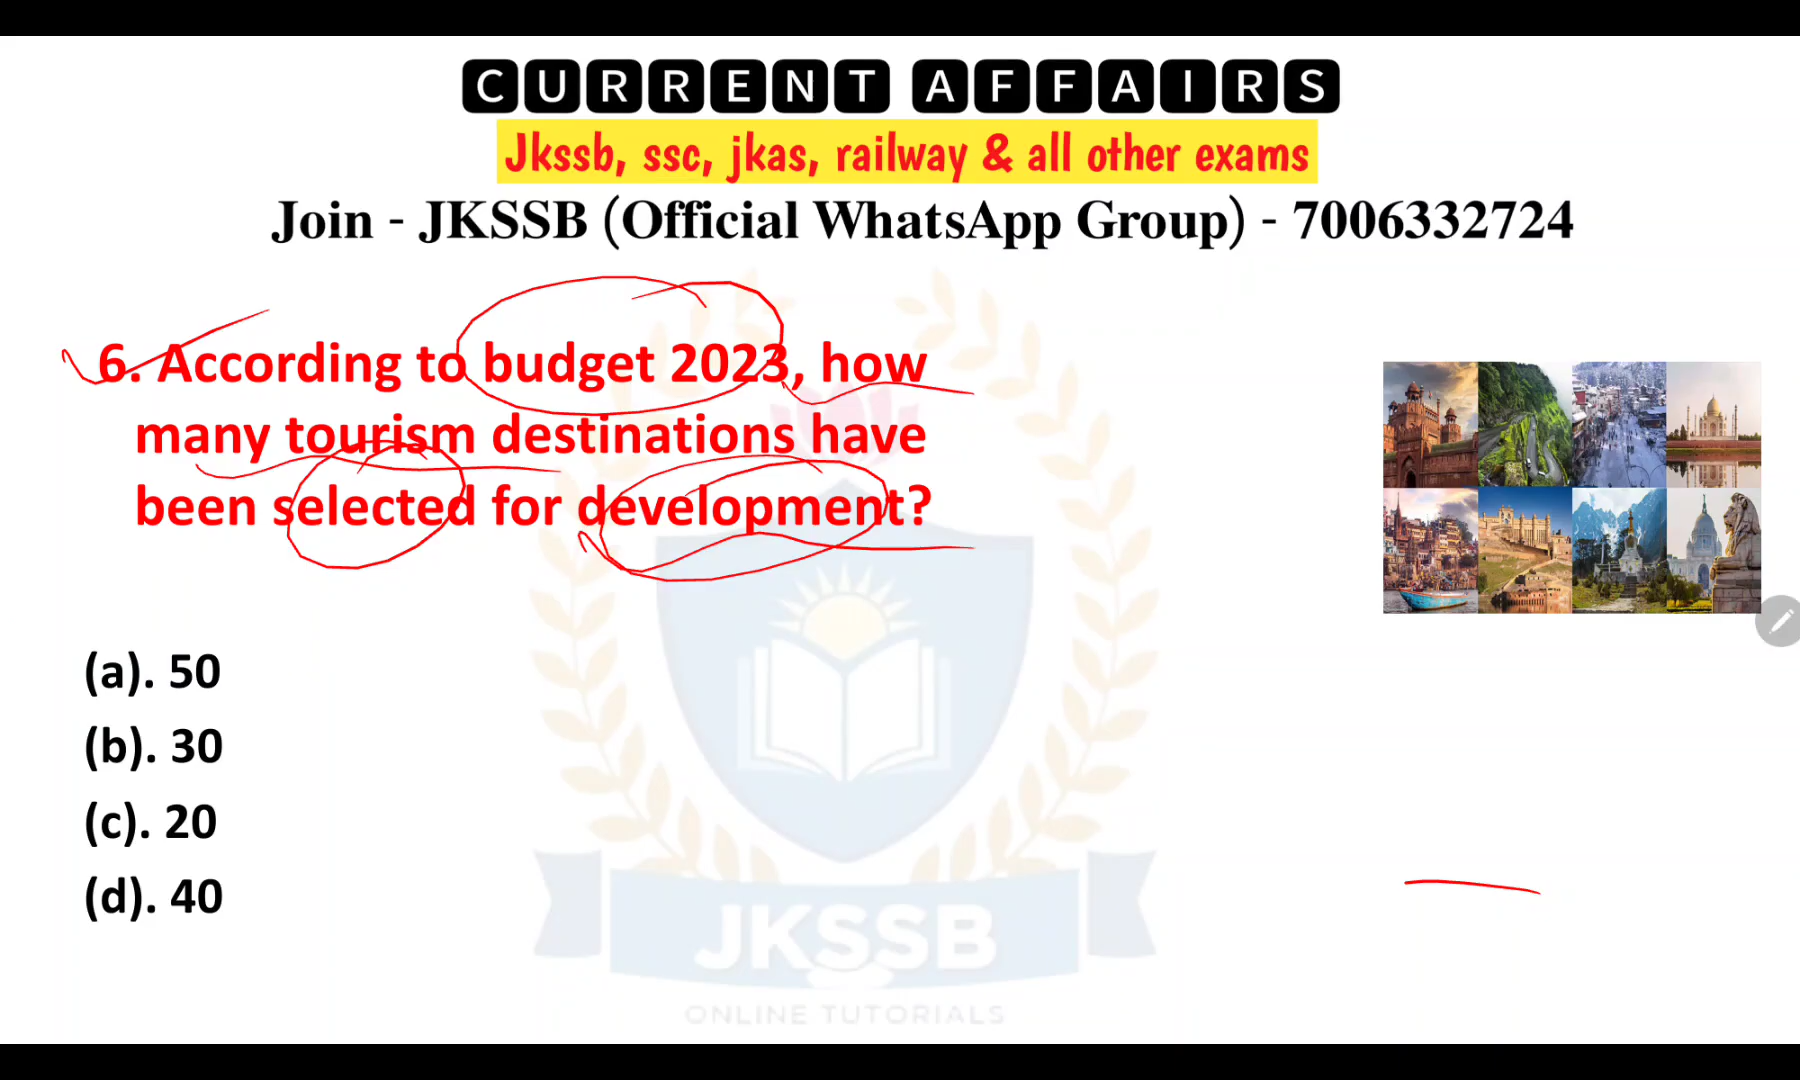 CURRENT AFFAIRS
Jkssb, ssc, jkas, railway & all other exams
Join - JKSSB (Official WhatsApp Group) - 7006332724
6. According to budget 2023, how
many tourism destinations have
been selected for development?
(a). 50
(b). 30
(c). 20
(d). 40
JKSSB
ONLINE TUTORIALS